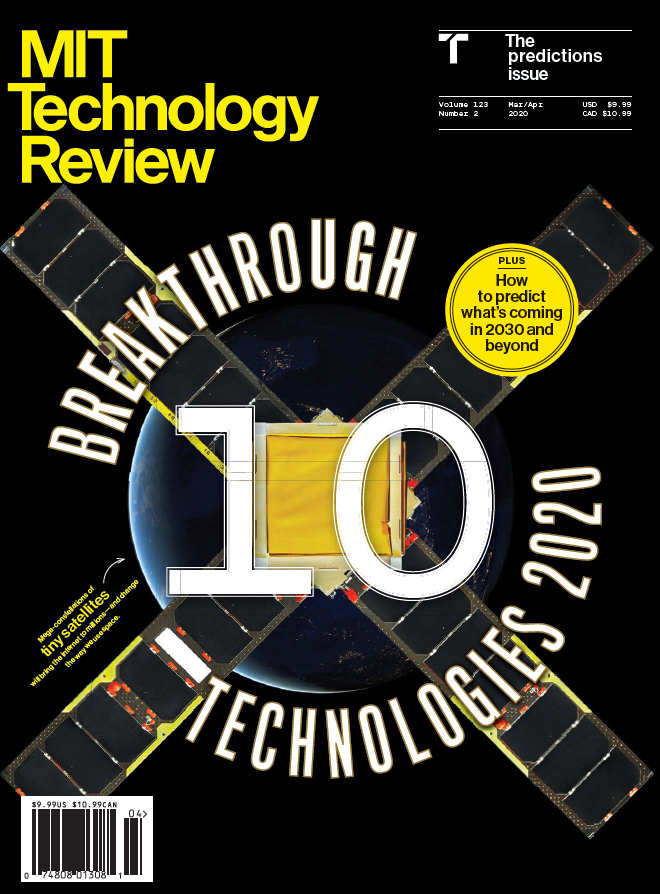 MIT
Technology
Review
The
predictions
issue
Volume 123
Number 2
Mar/Apr
2020
USD $9.99
CAD $10.99
PLUS
How
to predict
what's coming
in 2030 and
beyond
BREAKTHROUGH
10
TECHNOLOGIES 2020
Mega-constellations of
tiny satellites
will bring the internet to millions—and change
the way we use space.
$9.99US $10.99CAN
04>
0 74808 01308 1